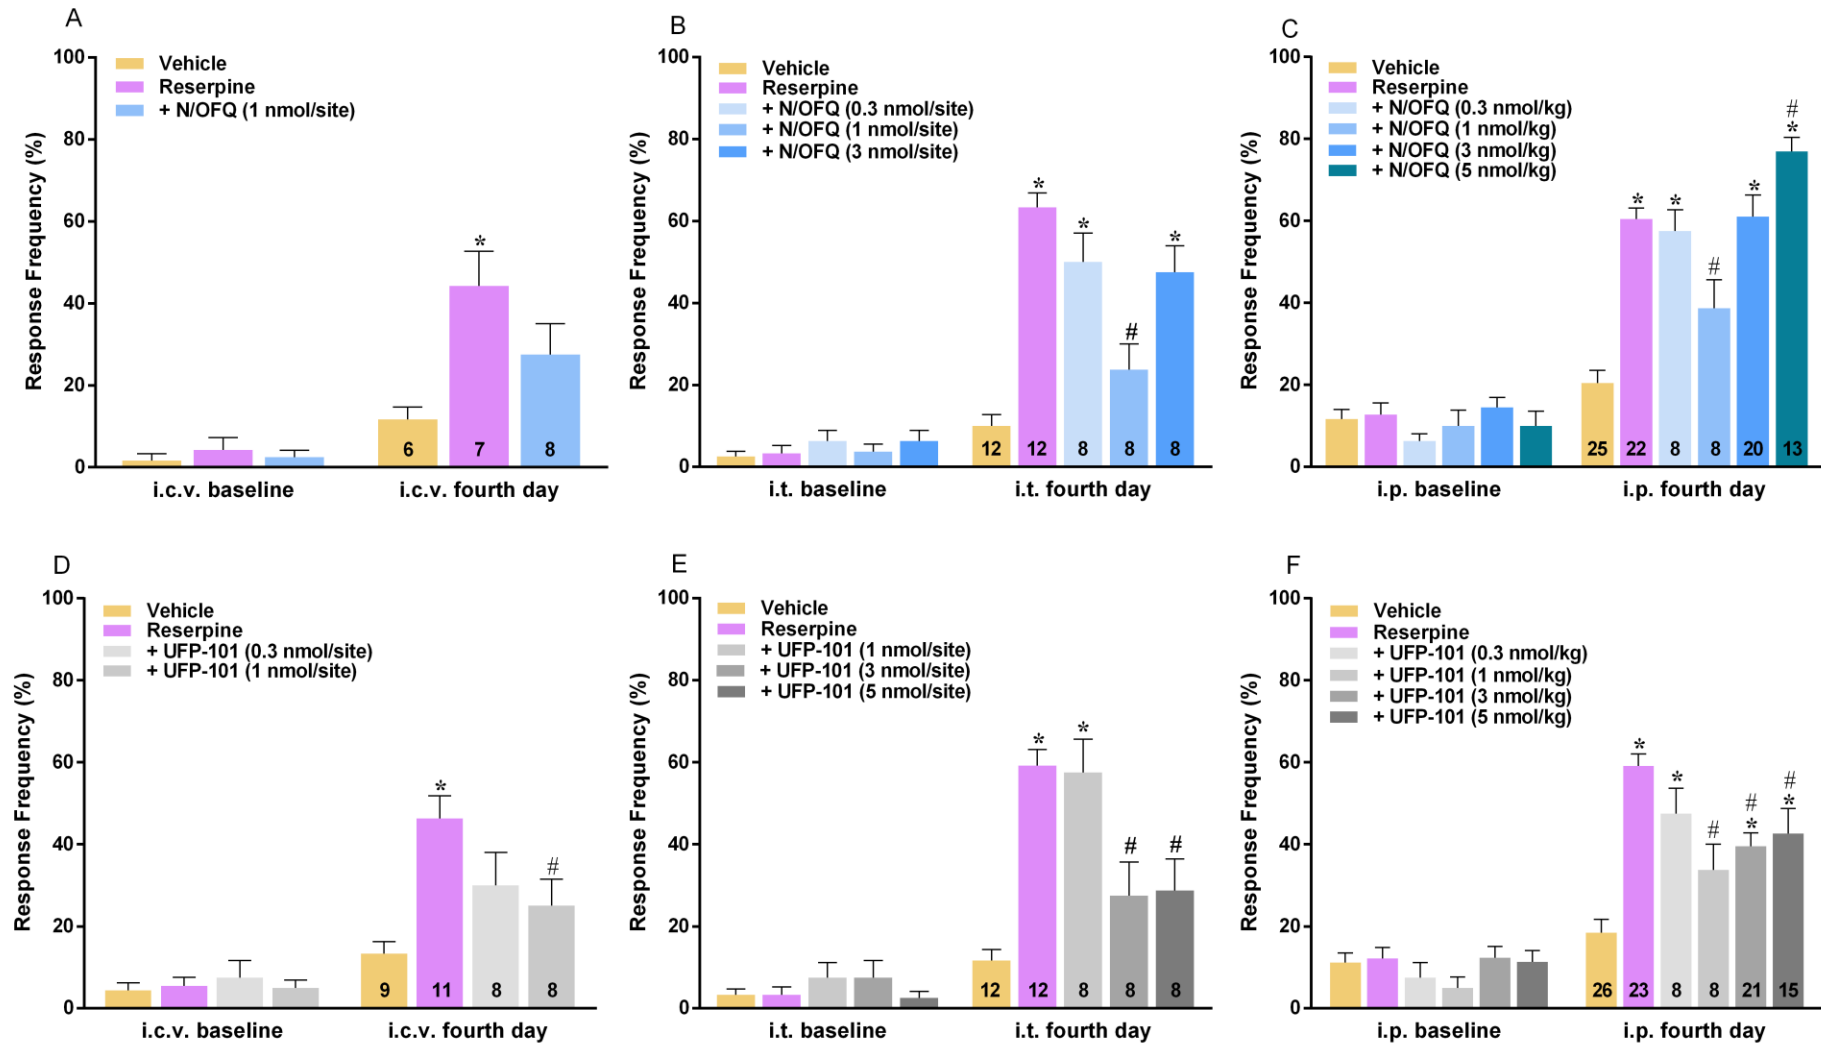 A
100
80
60
40
20
0
Response Frequency (%)
Vehicle
Reserpine
+ N/OFQ (1 nmol/site)
*
6
7
8
i.c.v. baseline
i.c.v. fourth day
B
100
80
60
40
20
0
Response Frequency (%)
Vehicle
Reserpine
+ N/OFQ (0.3 nmol/site)
+ N/OFQ (1 nmol/site)
+ N/OFQ (3 nmol/site)
*
*
#
*
12
12
8
8
8
i.t. baseline
i.t. fourth day
C
100
80
60
40
20
0
Response Frequency (%)
Vehicle
Reserpine
+ N/OFQ (0.3 nmol/kg)
+ N/OFQ (1 nmol/kg)
+ N/OFQ (3 nmol/kg)
+ N/OFQ (5 nmol/kg)
*
*
#
*
#
*
25
22
8
8
20
13
i.p. baseline
i.p. fourth day
D
100
80
60
40
20
0
Response Frequency (%)
Vehicle
Reserpine
+ UFP-101 (0.3 nmol/site)
+ UFP-101 (1 nmol/site)
*
#
9
11
8
8
i.c.v. baseline
i.c.v. fourth day
E
100
80
60
40
20
0
Response Frequency (%)
Vehicle
Reserpine
+ UFP-101 (1 nmol/site)
+ UFP-101 (3 nmol/site)
+ UFP-101 (5 nmol/site)
*
*
#
#
12
12
8
8
8
i.t. baseline
i.t. fourth day
F
100
80
60
40
20
0
Response Frequency (%)
Vehicle
Reserpine
+ UFP-101 (0.3 nmol/kg)
+ UFP-101 (1 nmol/kg)
+ UFP-101 (3 nmol/kg)
+ UFP-101 (5 nmol/kg)
*
*
#
#
*
#
*
26
23
8
8
21
15
i.p. baseline
i.p. fourth day